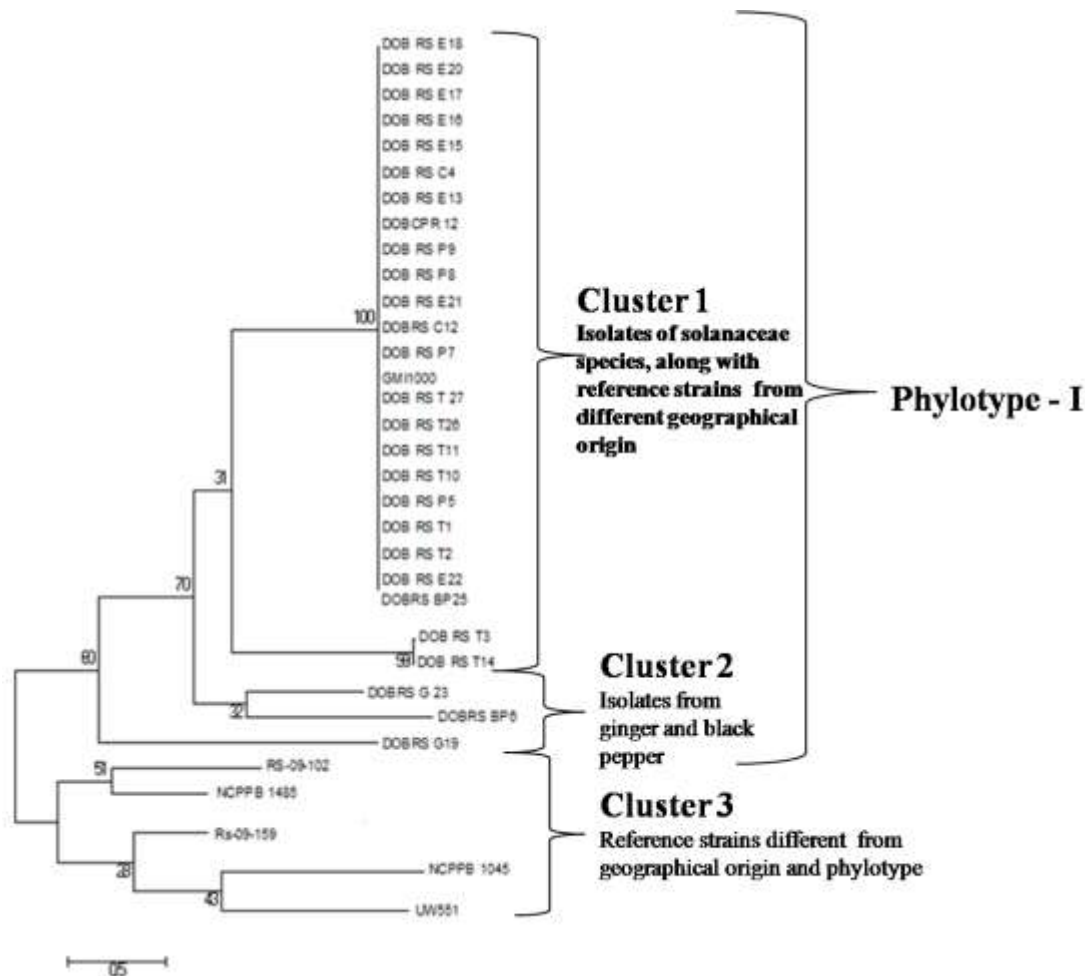 DOB RS E18
DOB RS E20
DOB RS E17
DOB RS E16
DOB RS E15
DOB RS C4
DOB RS E13
DOBCPR 12
DOB RS P9
DOB RS P8
DOB RS E21
DOBRS C12
DOB RS P7
GMI1000
DOB RS T 27
DOB RS T26
DOB RS T11
DOB RS T10
DOB RS P5
DOB RS T1
DOB RS T2
DOB RS E22
DOBRS BP25
DOB RS T3
DOB RS T14
DOBRS G 23
DOBRS BP6
DOBRS G19
RS-09-102
NCPPB 1485
Rs-09-159
NCPPB 1045
UW551
100
31
70
60
99
32
43
Cluster 1
Isolates of solanaceae
species, along with
reference strains from
different geographical
origin
Cluster 2
Isolates from
ginger and black
pepper
Cluster 3
Reference strains different from
geographical origin and phylotype
Phylotype - I
05